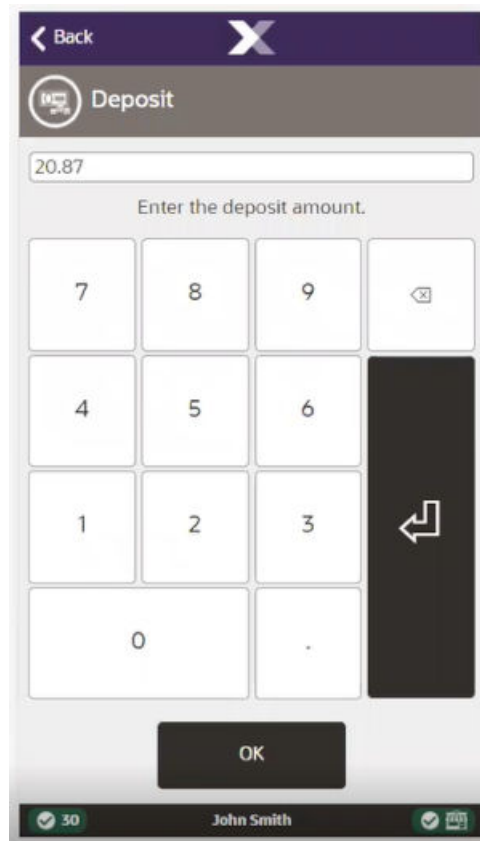 Back
Deposit
20.87
Enter the deposit amount.
7 8 9
4 5 6
1 2 3
0 .
OK
30 John Smith